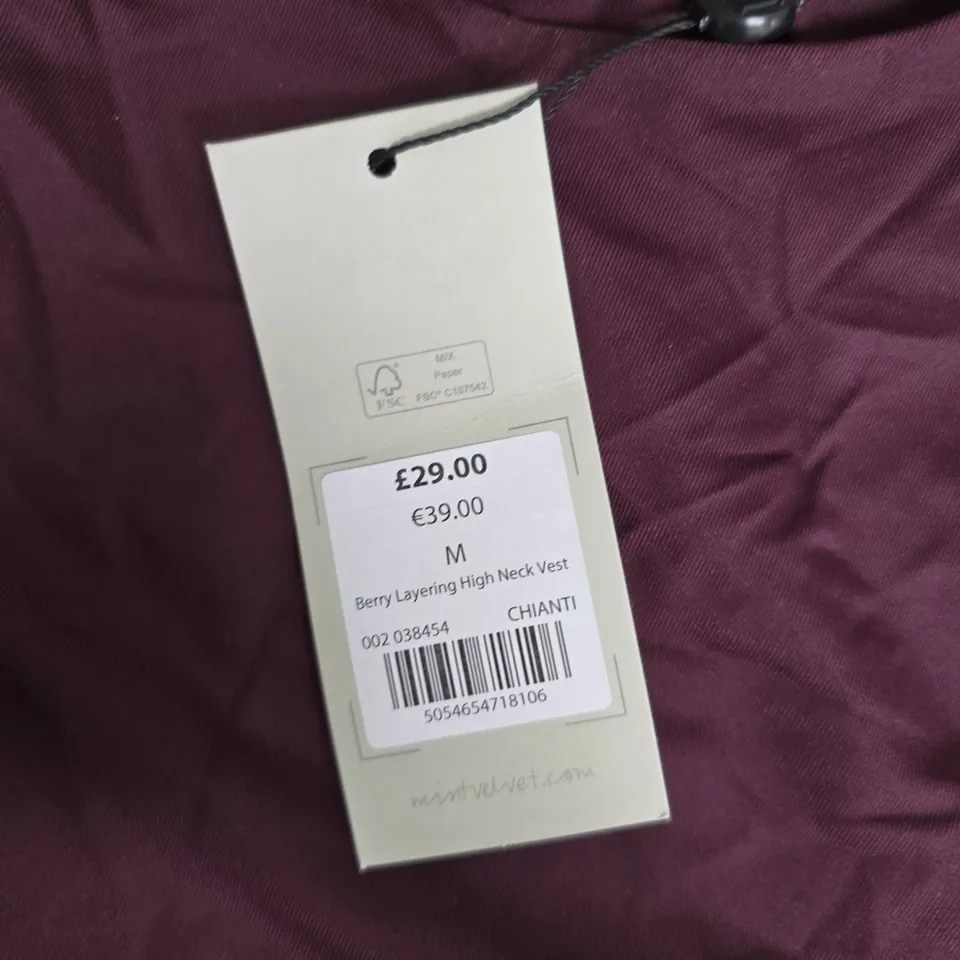 MIX
Paper
FSC® C187542
FSC
£29.00
€39.00
M
Berry Layering High Neck Vest
002 038454 CHIANTI
5054654718106
mintvelvet.com